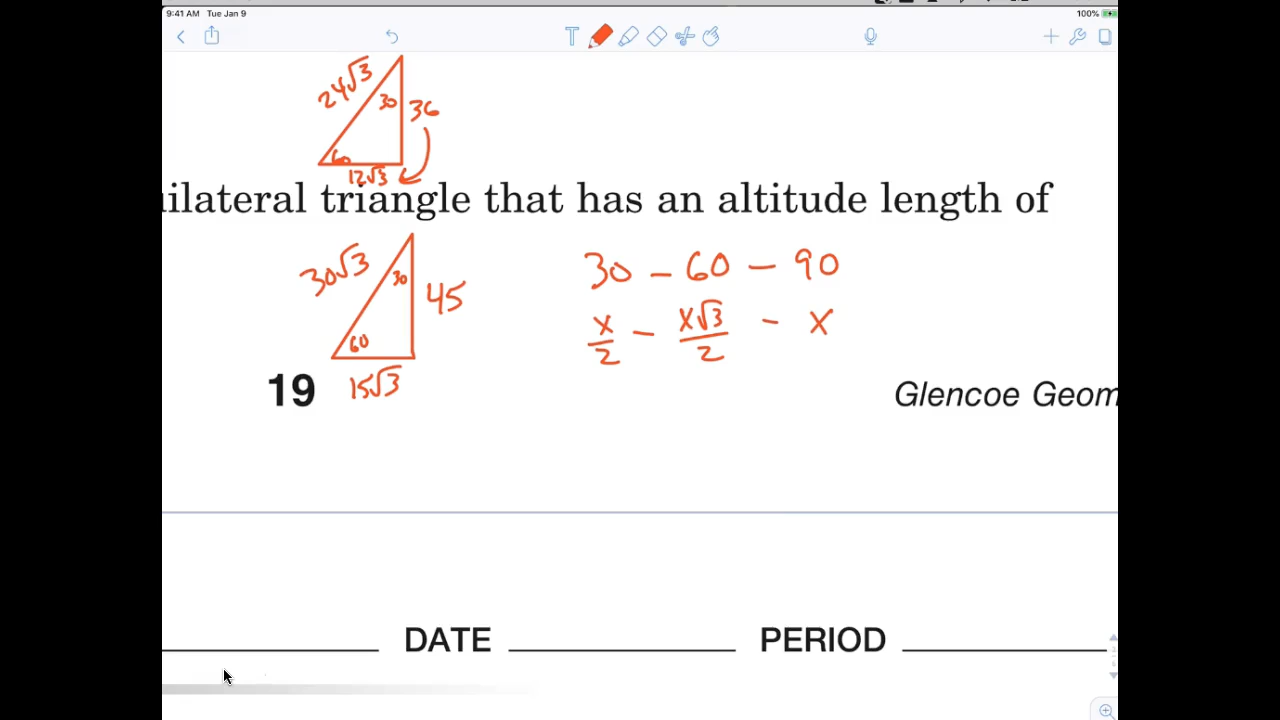 9:41 AM Tue Jan 9
100%
T
24√3
30
36
60
12√3
uilateral triangle that has an altitude length of
30√3
30
45
60
15√3
30 - 60 - 90
x/2 - x√3/2 - x
19
Glencoe Geom
DATE
PERIOD